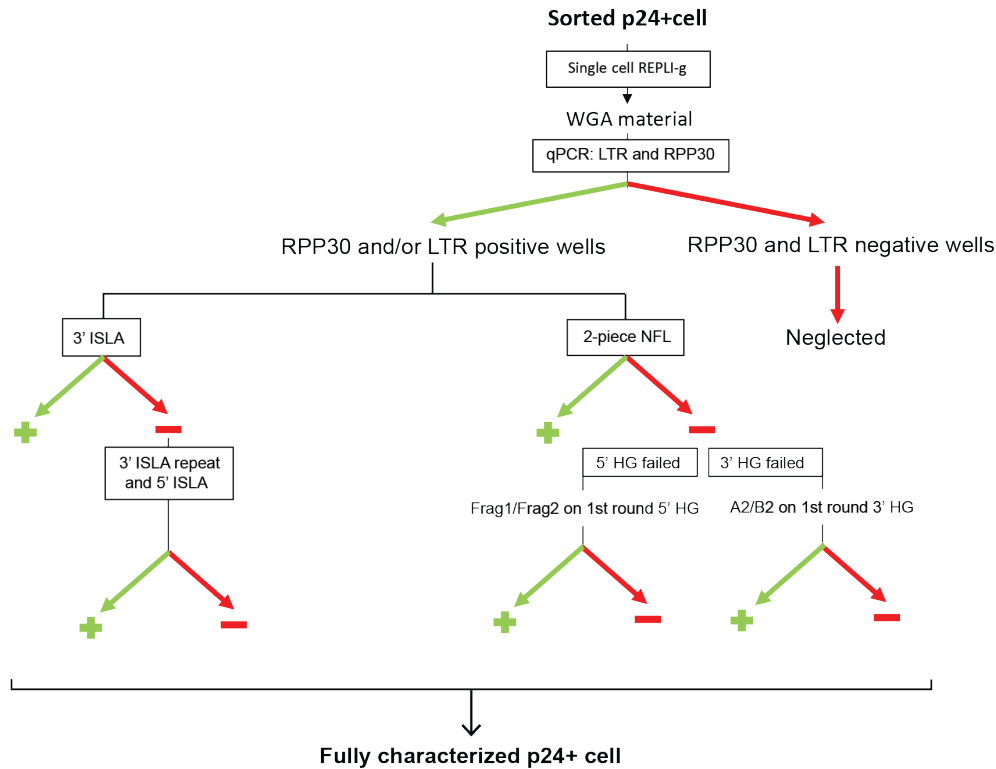 Sorted p24+cell
Single cell REPLI-g
WGA material
qPCR: LTR and RPP30
RPP30 and/or LTR positive wells
RPP30 and LTR negative wells
3’ ISLA
2-piece NFL
Neglected
3’ ISLA repeat
and 5’ ISLA
5’ HG failed
3’ HG failed
Frag1/Frag2 on 1st round 5’ HG
A2/B2 on 1st round 3’ HG
Fully characterized p24+ cell